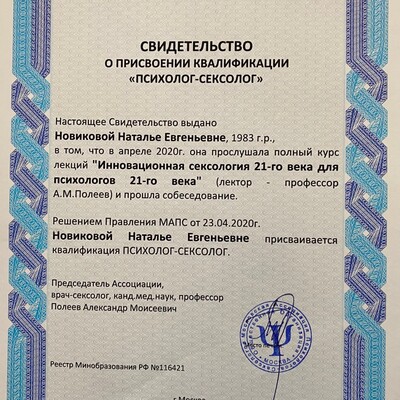 СВИДЕТЕЛЬСТВО
О ПРИСВОЕНИИ КВАЛИФИКАЦИИ
«ПСИХОЛОГ-СЕКСОЛОГ»
Настоящее Свидетельство выдано
Новиковой Наталье Евгеньевне, 1983 г.р.,
в том, что в апреле 2020г. она прослушала полный курс
лекций "Инновационная сексология 21-го века для
психологов 21-го века" (лектор - профессор
А.М.Полеев) и прошла собеседование.
Решением Правления МАПС от 23.04.2020г.
Новиковой Наталье Евгеньевне присваивается
квалификация ПСИХОЛОГ-СЕКСОЛОГ.
Председатель Ассоциации,
врач-сексолог, канд.мед.наук, профессор
Полеев Александр Моисеевич
Место
Реестр Минобразования РФ №116421
г.Москва